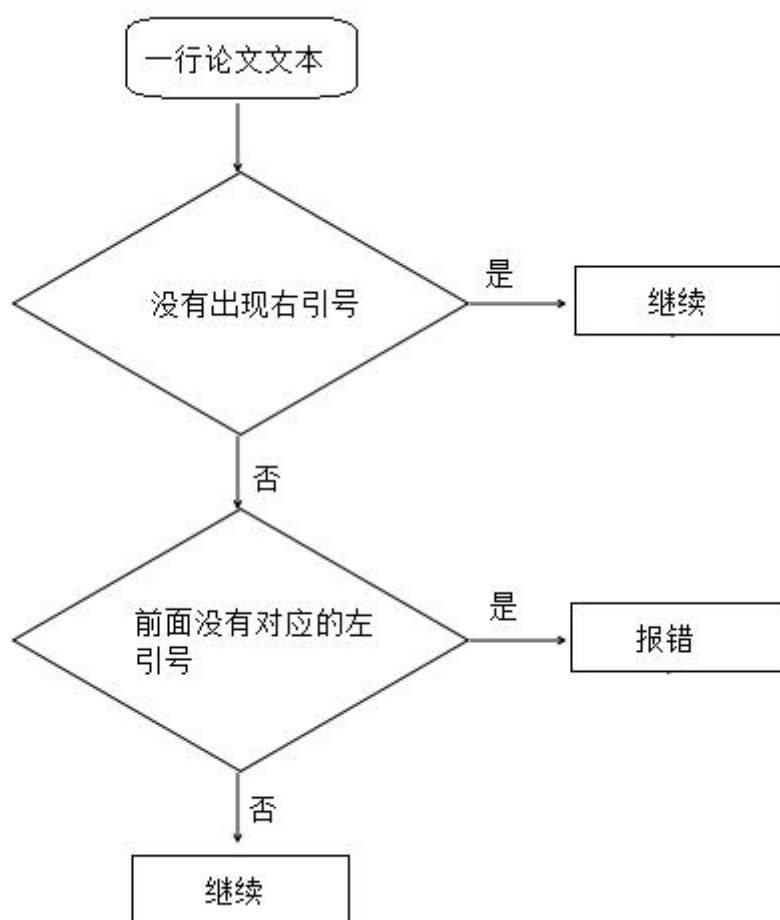 一行论文文本
没有出现右引号
是
继续
否
前面没有对应的左
引号
是
报错
否
继续